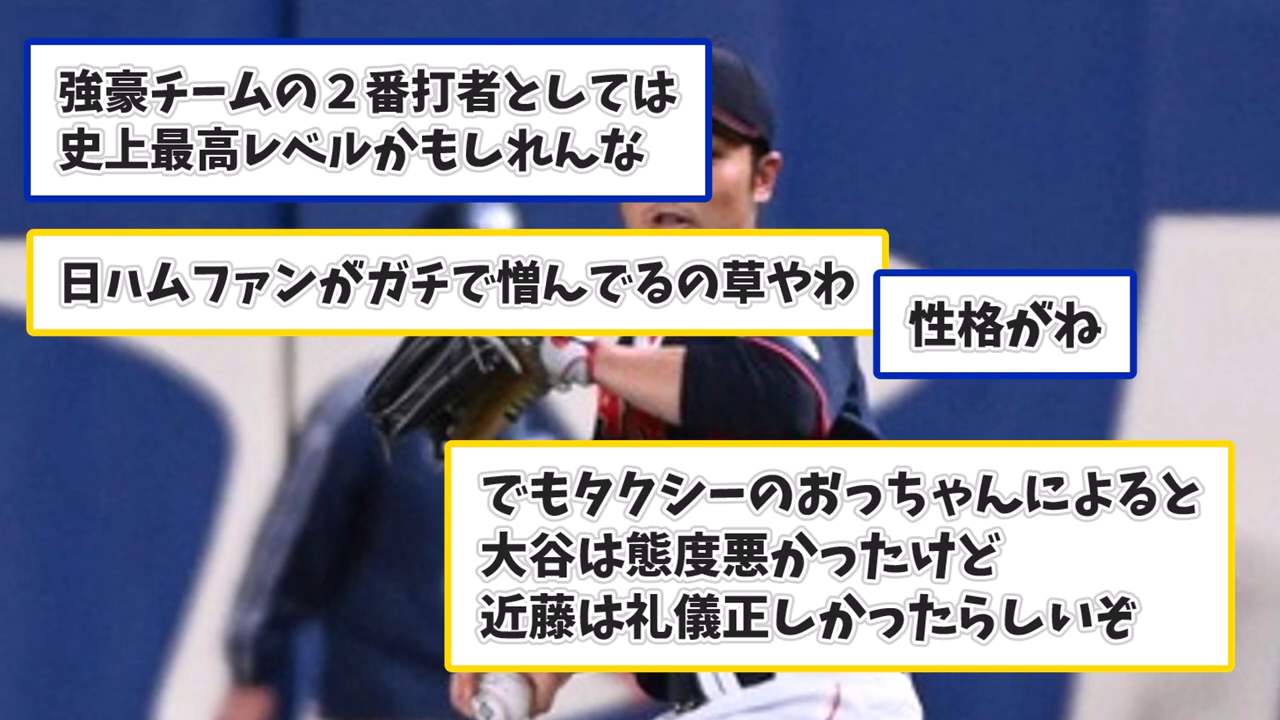 強豪チームの２番打者としては
史上最高レベルかもしれんな
日ハムファンがガチで憎んでるの草やわ
性格がね
でもタクシーのおっちゃんによると
大谷は態度悪かったけど
近藤は礼儀正しかったらしいぞ